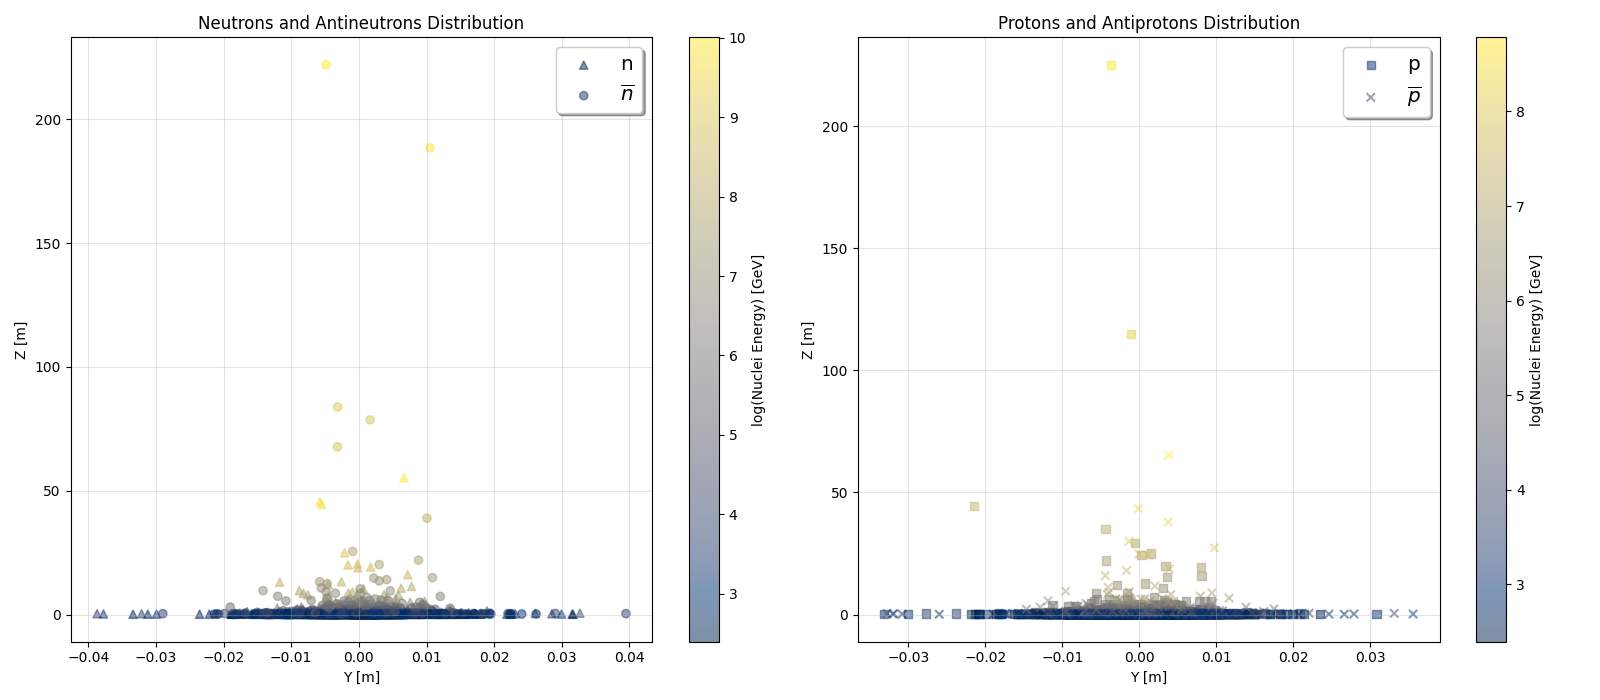 Neutrons and Antineutrons Distribution
n
n̅
Z [m]
200
150
100
50
0
−0.04 −0.03 −0.02 −0.01 0.00 0.01 0.02 0.03 0.04
Y [m]
10
9
8
7
6
5
4
3
log(Nuclei Energy) [GeV]
Protons and Antiprotons Distribution
p
p̅
Z [m]
200
150
100
50
0
−0.03 −0.02 −0.01 0.00 0.01 0.02 0.03
Y [m]
8
7
6
5
4
3
log(Nuclei Energy) [GeV]